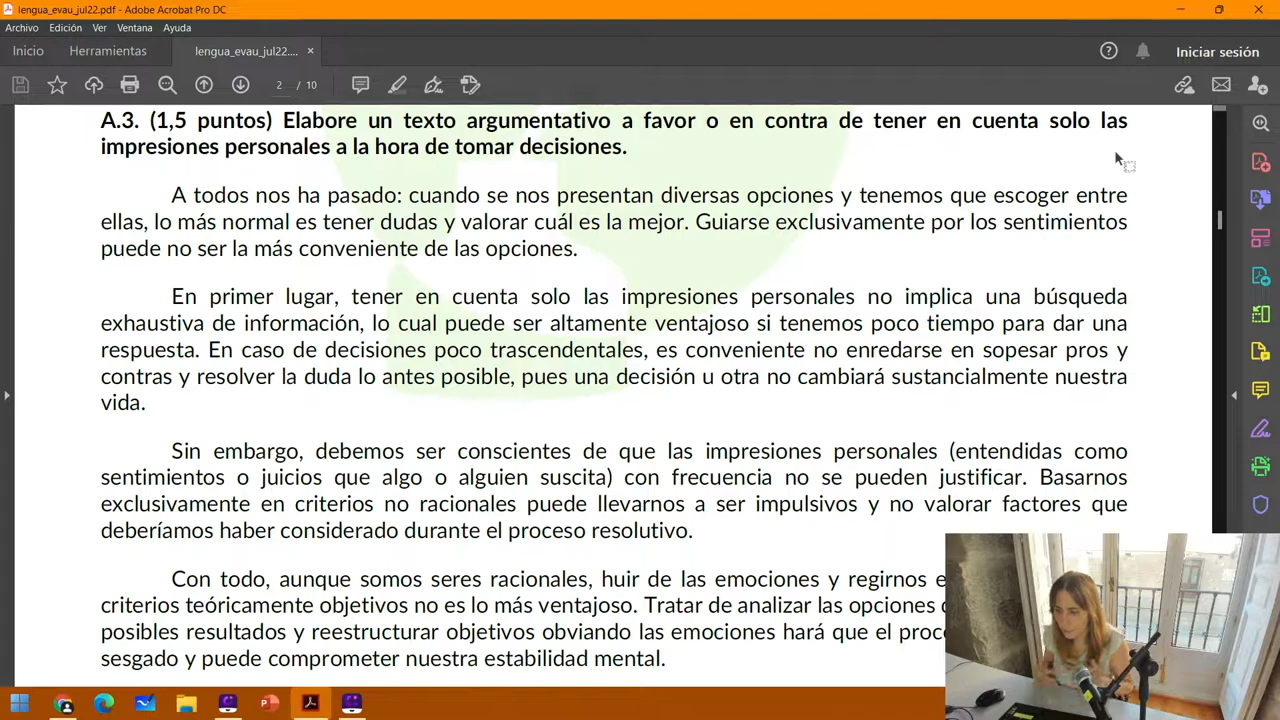 lengua_evau_jul22.pdf - Adobe Acrobat Pro DC
Archivo Edición Ver Ventana Ayuda
Inicio Herramientas lengua_evau_jul22.... × Iniciar sesión
2 / 10
A.3. (1,5 puntos) Elabore un texto argumentativo a favor o en contra de tener en cuenta solo las
impresiones personales a la hora de tomar decisiones.
A todos nos ha pasado: cuando se nos presentan diversas opciones y tenemos que escoger entre
ellas, lo más normal es tener dudas y valorar cuál es la mejor. Guiarse exclusivamente por los sentimientos
puede no ser la más conveniente de las opciones.
En primer lugar, tener en cuenta solo las impresiones personales no implica una búsqueda
exhaustiva de información, lo cual puede ser altamente ventajoso si tenemos poco tiempo para dar una
respuesta. En caso de decisiones poco trascendentales, es conveniente no enredarse en sopesar pros y
contras y resolver la duda lo antes posible, pues una decisión u otra no cambiará sustancialmente nuestra
vida.
Sin embargo, debemos ser conscientes de que las impresiones personales (entendidas como
sentimientos o juicios que algo o alguien suscita) con frecuencia no se pueden justificar. Basarnos
exclusivamente en criterios no racionales puede llevarnos a ser impulsivos y no valorar factores que
deberíamos haber considerado durante el proceso resolutivo.
Con todo, aunque somos seres racionales, huir de las emociones y regirnos
criterios teóricamente objetivos no es lo más ventajoso. Tratar de analizar las opciones
posibles resultados y reestructurar objetivos obviando las emociones hará que el
sesgado y puede comprometer nuestra estabilidad mental.